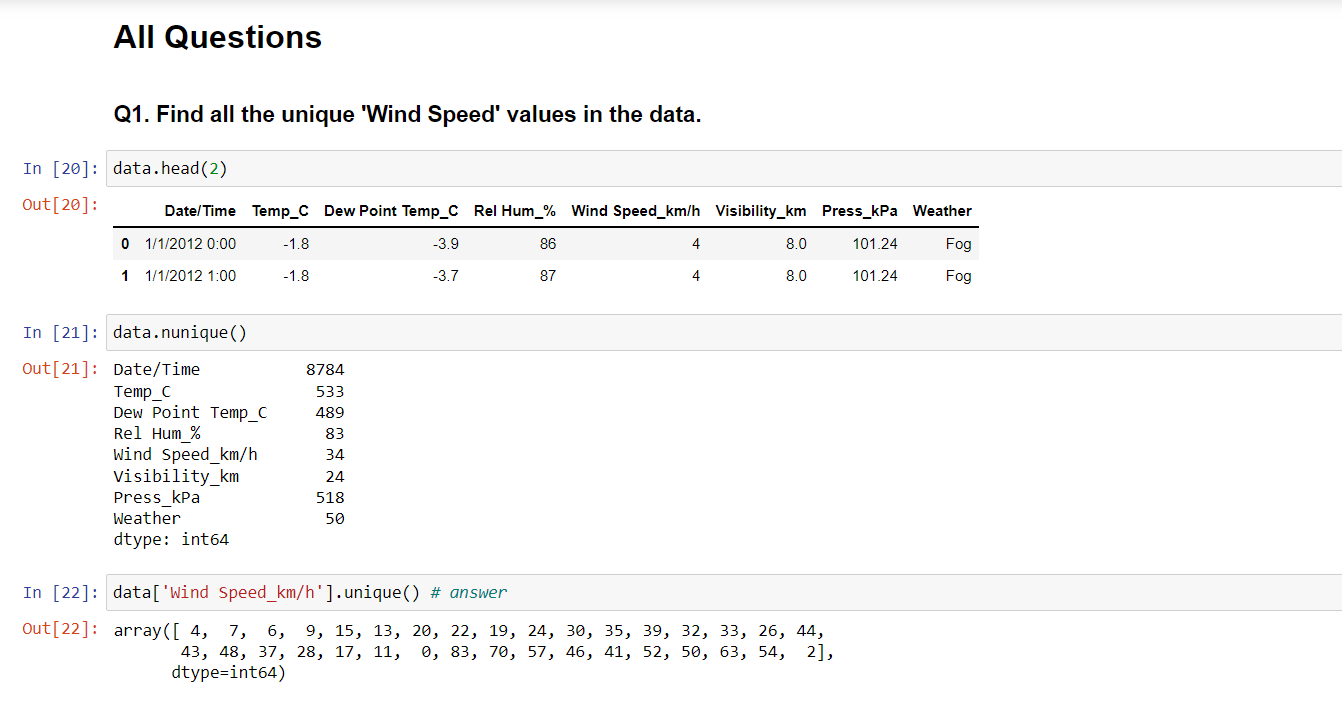 All Questions
Q1. Find all the unique 'Wind Speed' values in the data.
In [20]: data.head(2)
Out[20]:
Date/Time Temp_C Dew Point Temp_C Rel Hum_% Wind Speed_km/h Visibility_km Press_kPa Weather
0 1/1/2012 0:00 -1.8 -3.9 86 4 8.0 101.24 Fog
1 1/1/2012 1:00 -1.8 -3.7 87 4 8.0 101.24 Fog
In [21]: data.nunique()
Out[21]: Date/Time 8784
Temp_C 533
Dew Point Temp_C 489
Rel Hum_% 83
Wind Speed_km/h 34
Visibility_km 24
Press_kPa 518
Weather 50
dtype: int64
In [22]: data['Wind Speed_km/h'].unique() # answer
Out[22]: array([ 4, 7, 6, 9, 15, 13, 20, 22, 19, 24, 30, 35, 39, 32, 33, 26, 44,
43, 48, 37, 28, 17, 11, 0, 83, 70, 57, 46, 41, 52, 50, 63, 54, 2],
dtype=int64)